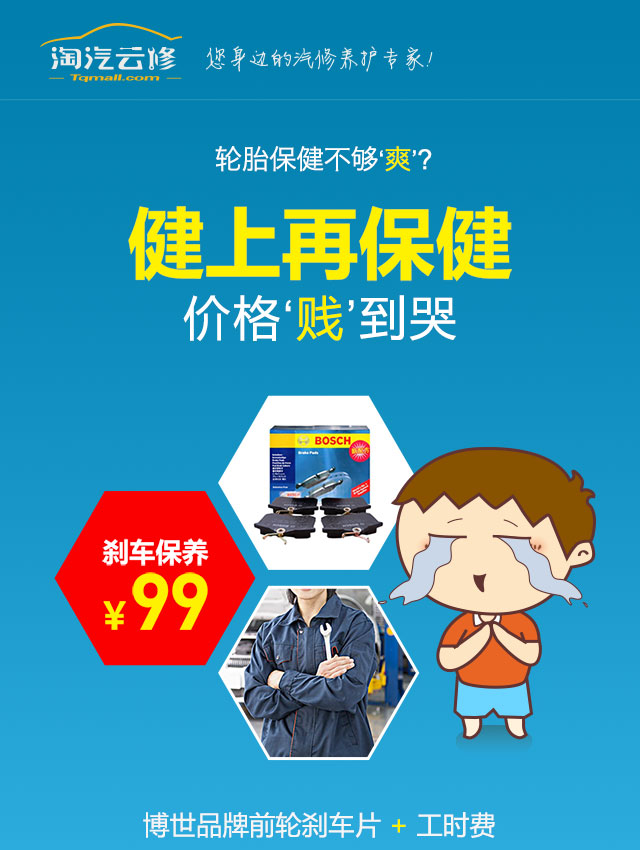 淘汽云修
Tqmall.com
您身边的汽修养护专家!
轮胎保健不够‘爽’?
健上再保健
价格‘贱’到哭
BOSCH
Brake Pads
刹车保养
¥99
博世品牌前轮刹车片 + 工时费